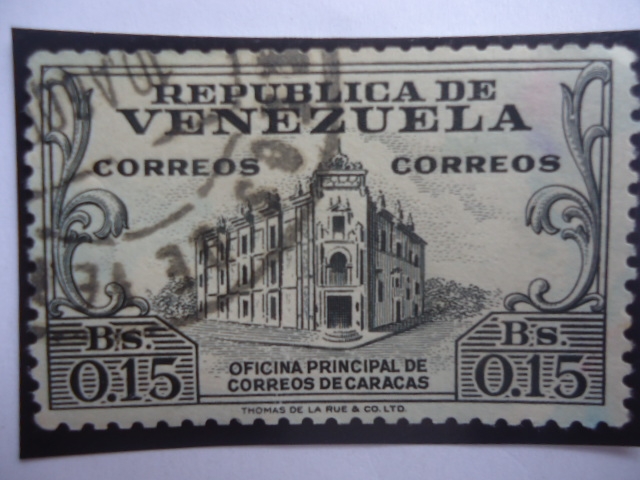 REPUBLICA DE
VENEZUELA
CORREOS CORREOS
Bs. Bs.
0.15 0.15
OFICINA PRINCIPAL DE
CORREOS DE CARACAS
THOMAS DE LA RUE & CO. LTD.